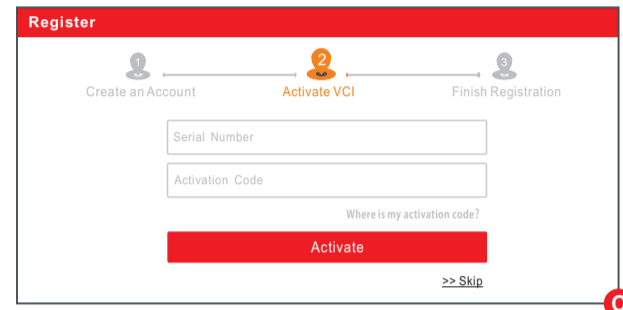 Register
1
2
3
Create an Account
Activate VCI
Finish Registration
Serial Number
Activation Code
Where is my activation code?
Activate
>> Skip